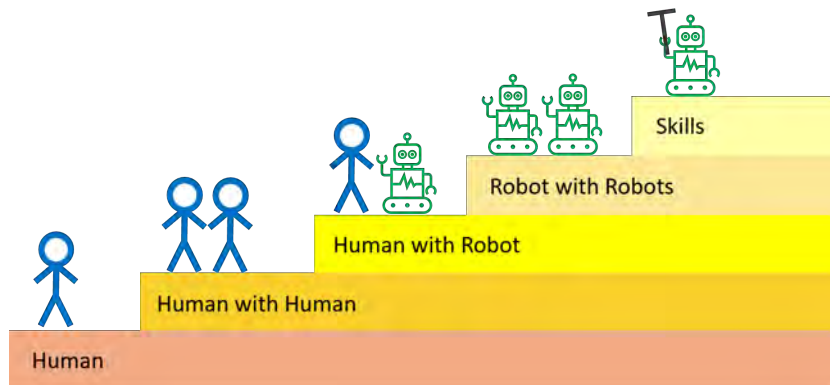 Skills
Robot with Robots
Human with Robot
Human with Human
Human